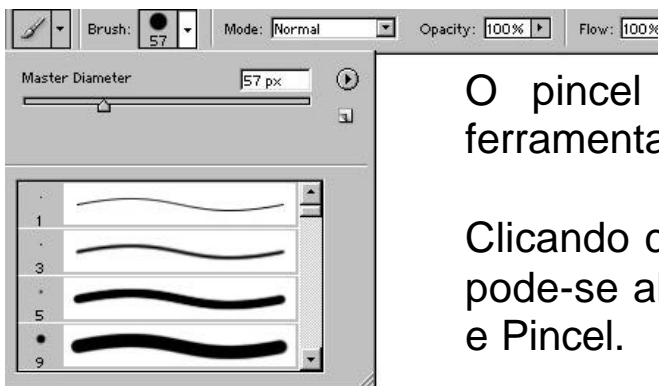 Brush: 57 Mode: Normal Opacity: 100% Flow: 100%
Master Diameter 57 px
1
3
5
9
O pincel
ferramenta
Clicando
pode-se
e Pincel.